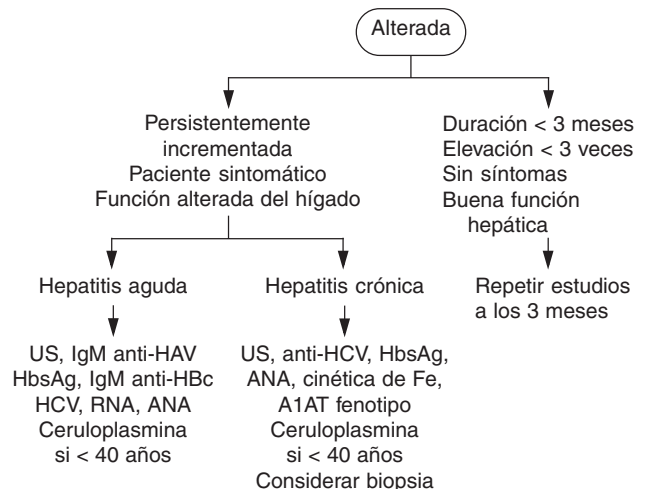 Alterada
Persistentemente
incrementada
Paciente sintomático
Función alterada del hígado
Duración < 3 meses
Elevación < 3 veces
Sin síntomas
Buena función
hepática
Hepatitis aguda
Hepatitis crónica
Repetir estudios
a los 3 meses
US, IgM anti-HAV
HbsAg, IgM anti-HBc
HCV, RNA, ANA
Ceruloplasmina
si < 40 años
US, anti-HCV, HbsAg,
ANA, cinética de Fe,
A1AT fenotipo
Ceruloplasmina
si < 40 años
Considerar biopsia